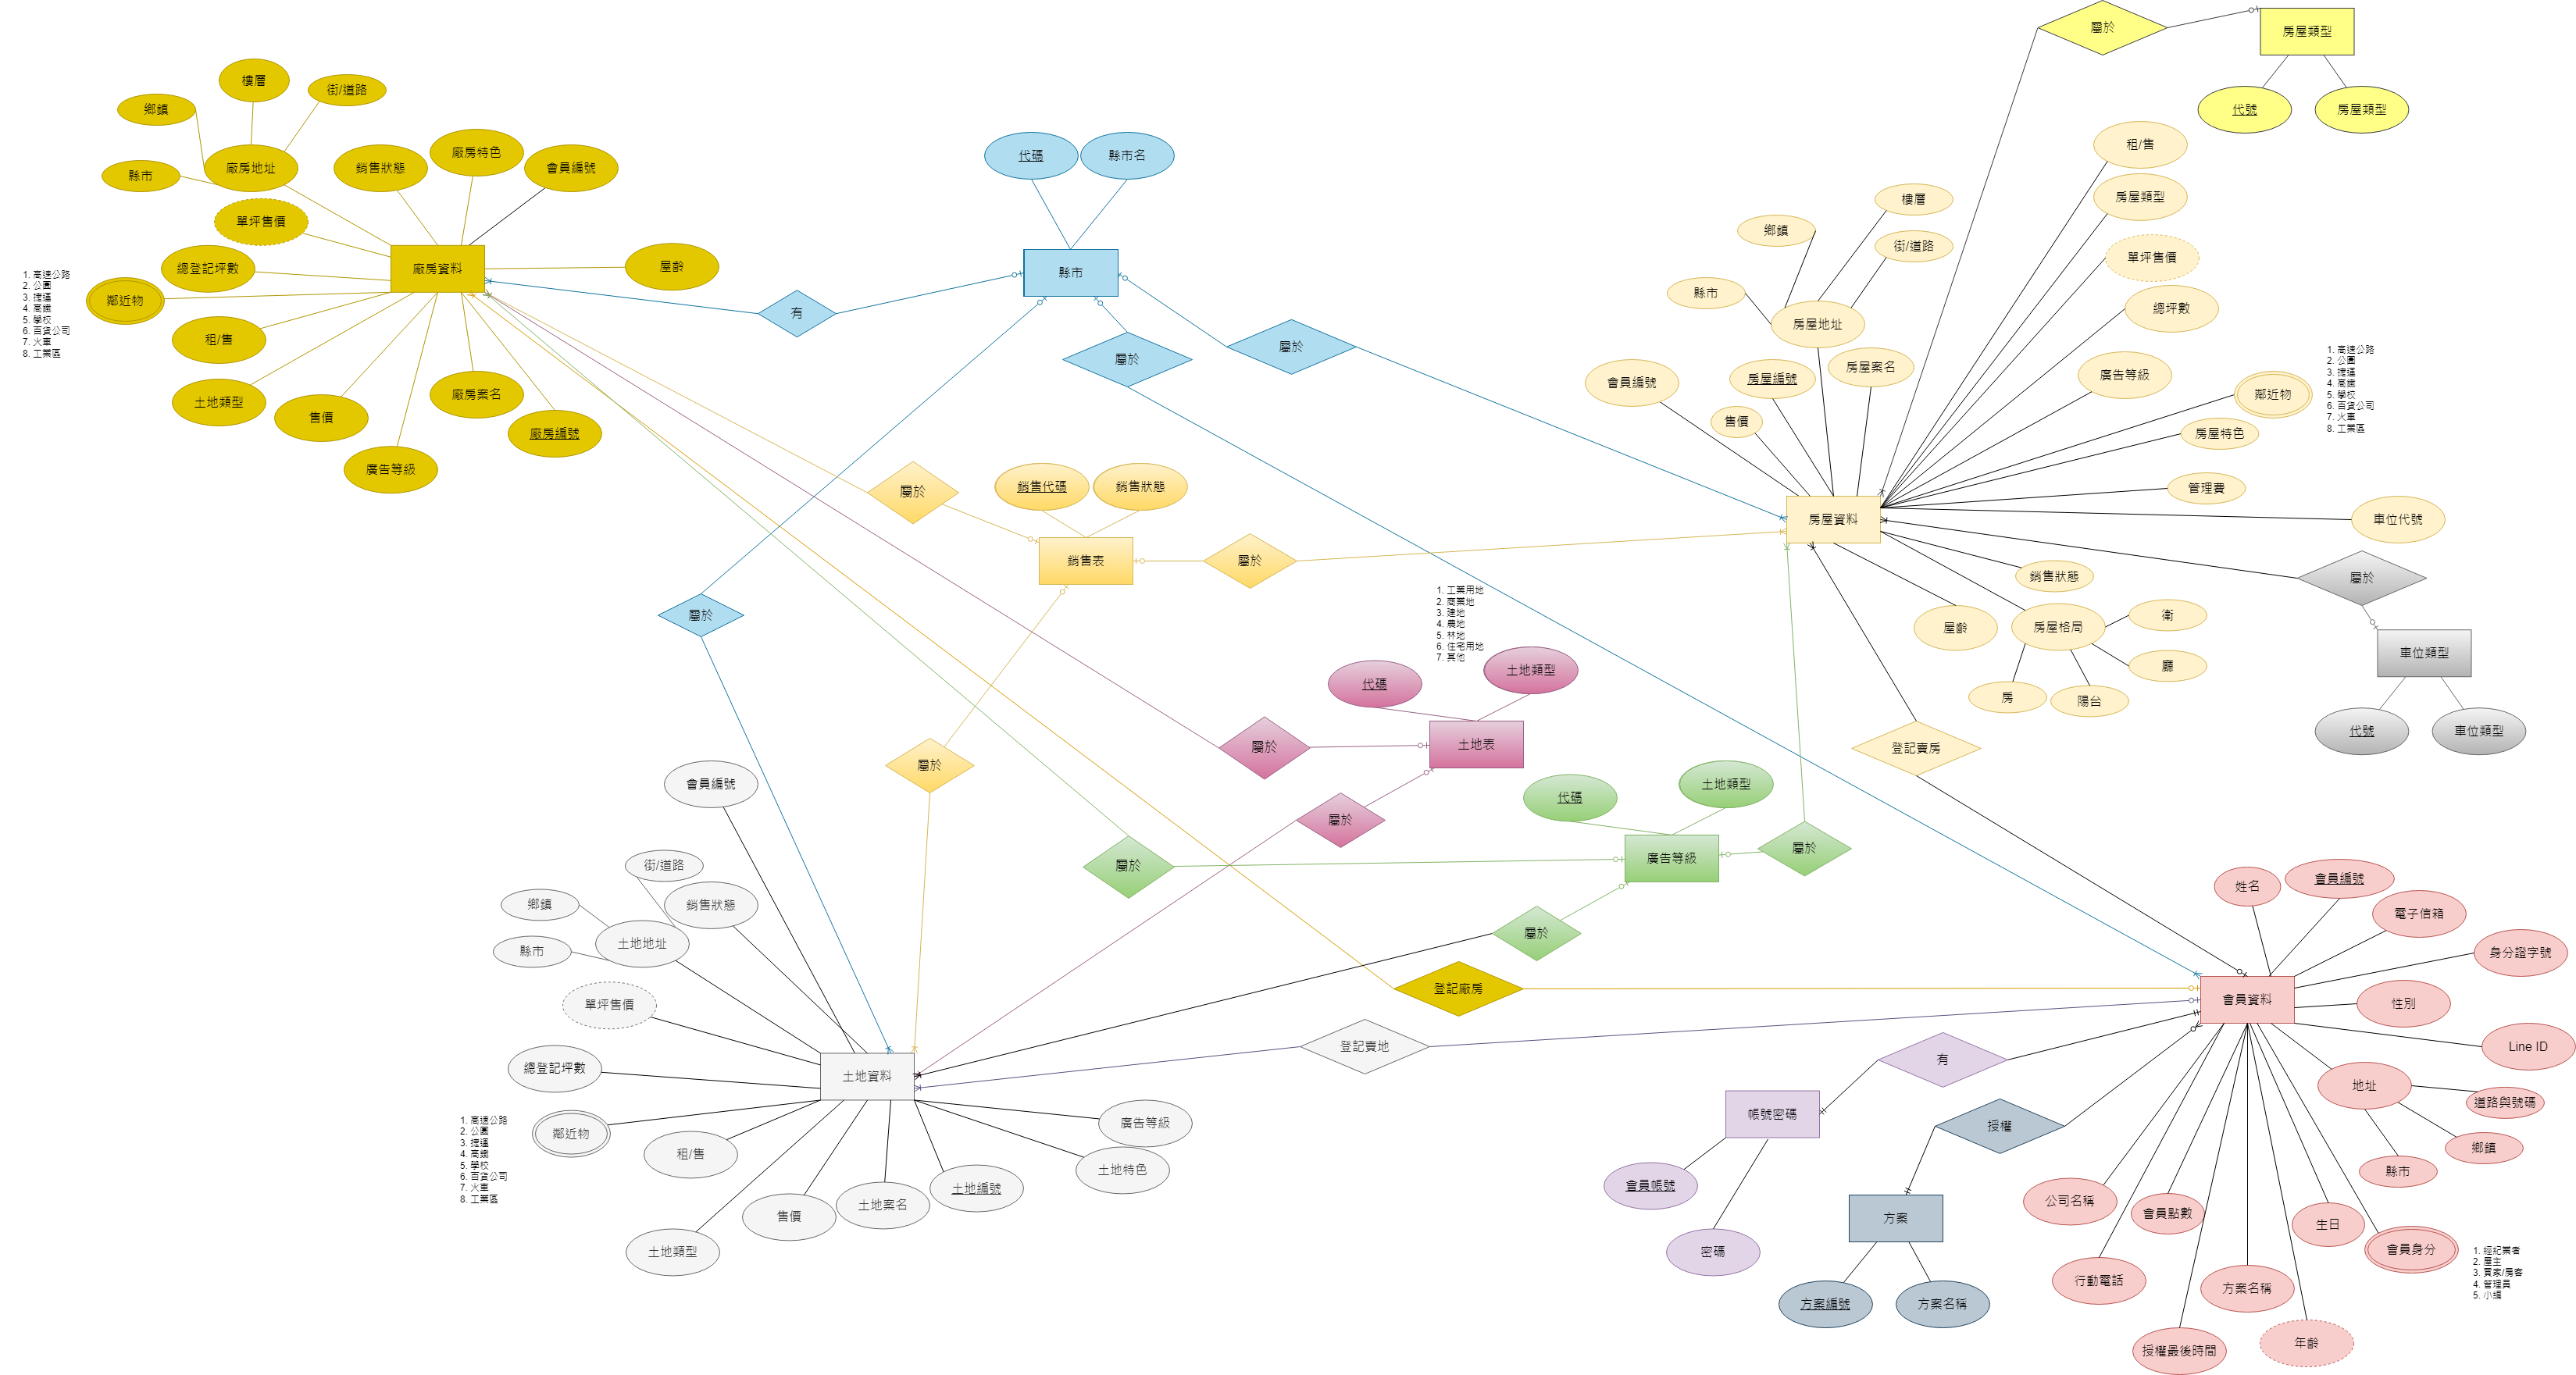 屬於
房屋類型
代號
房屋類型
樓層
街/道路
鄉鎮
廠房地址
縣市
銷售狀態
廠房特色
會員編號
單坪售價
總登記坪數
廠房資料
屋齡
1. 高速公路
2. 公園
3. 捷運
4. 高鐵
5. 學校
6. 百貨公司
7. 火車
8. 工業區
鄰近物
租/售
土地類型
售價
廣告等級
廠房案名
廠房編號
代碼
縣市名
縣市
有
屬於
屬於
屬於
租/售
房屋類型
單坪售價
總坪數
廣告等級
鄰近物
1. 高速公路
2. 公園
3. 捷運
4. 高鐵
5. 學校
6. 百貨公司
7. 火車
8. 工業區
房屋特色
管理費
車位代號
樓層
鄉鎮
街/道路
縣市
房屋地址
會員編號
房屋編號
房屋案名
售價
房屋資料
銷售狀態
屋齡
房屋格局
衛
廳
房
陽台
屬於
車位類型
代號
車位類型
登記賣房
屬於
銷售代碼
銷售狀態
銷售表
屬於
屬於
1. 工業用地
2. 商業地
3. 建地
4. 農地
5. 林地
6. 住宅用地
7. 其他
代碼
土地類型
土地表
屬於
屬於
代碼
土地類型
廣告等級
屬於
屬於
屬於
登記廠房
登記賣地
會員編號
街/道路
鄉鎮
銷售狀態
土地地址
縣市
單坪售價
總登記坪數
土地資料
1. 高速公路
2. 公園
3. 捷運
4. 高鐵
5. 學校
6. 百貨公司
7. 火車
8. 工業區
鄰近物
租/售
土地類型
售價
土地案名
土地編號
土地特色
廣告等級
姓名
會員編號
電子信箱
身分證字號
會員資料
性別
Line ID
地址
道路與號碼
鄉鎮
縣市
有
帳號密碼
會員帳號
密碼
授權
方案
方案編號
方案名稱
公司名稱
會員點數
生日
會員身分
1. 經紀業者
2. 屋主
3. 買家/房客
4. 管理員
5. 小編
行動電話
方案名稱
授權最後時間
年齡